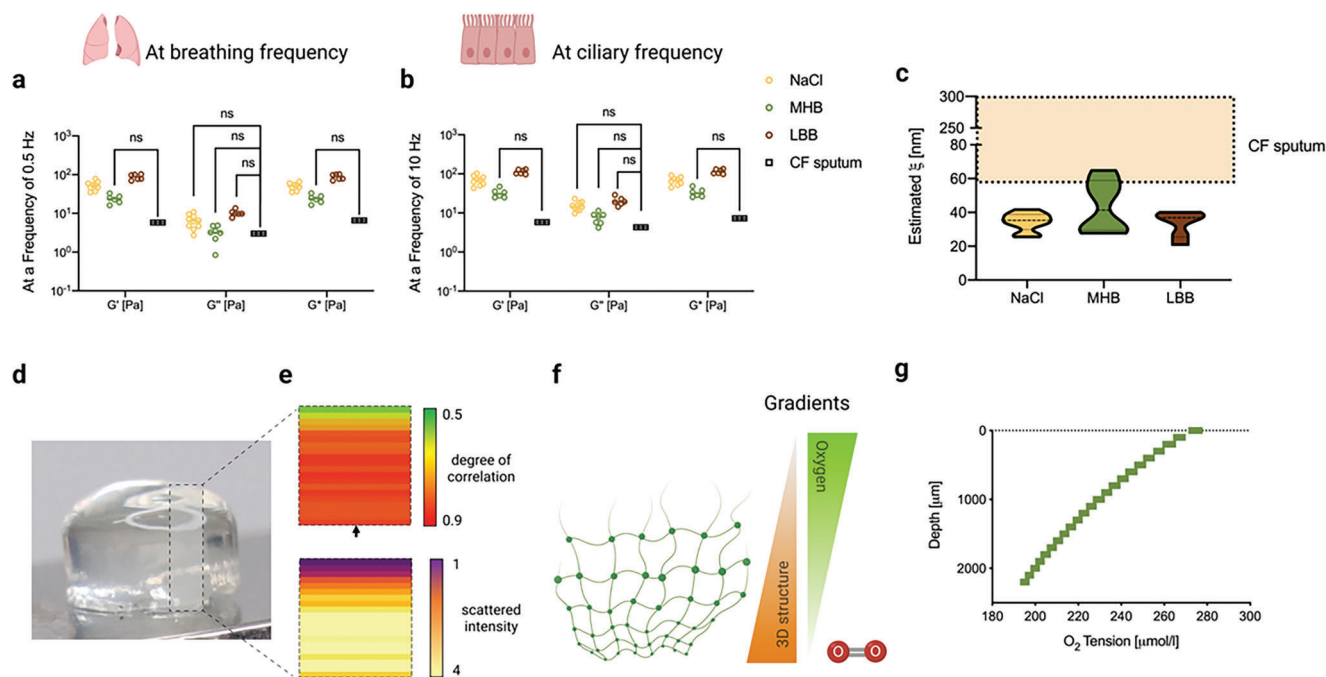 At breathing frequency
At ciliary frequency
a
At a Frequency of 0.5 Hz
10³
10²
10¹
10⁰
10⁻¹
ns
ns
ns
ns
ns
G' [Pa]
G" [Pa]
G* [Pa]
b
At a Frequency of 10 Hz
10³
10²
10¹
10⁰
10⁻¹
ns
ns
ns
ns
ns
G' [Pa]
G" [Pa]
G* [Pa]
NaCl
MHB
LBB
CF sputum
c
Estimated ξ [nm]
300
250
80
60
40
20
0
NaCl
MHB
LBB
CF sputum
d
e
0.5
degree of
correlation
0.9
1
scattered
intensity
4
f
Gradients
3D structure
Oxygen
O O
g
Depth [μm]
0
1000
2000
180
200
220
240
260
280
300
O₂ Tension [μmol/l]